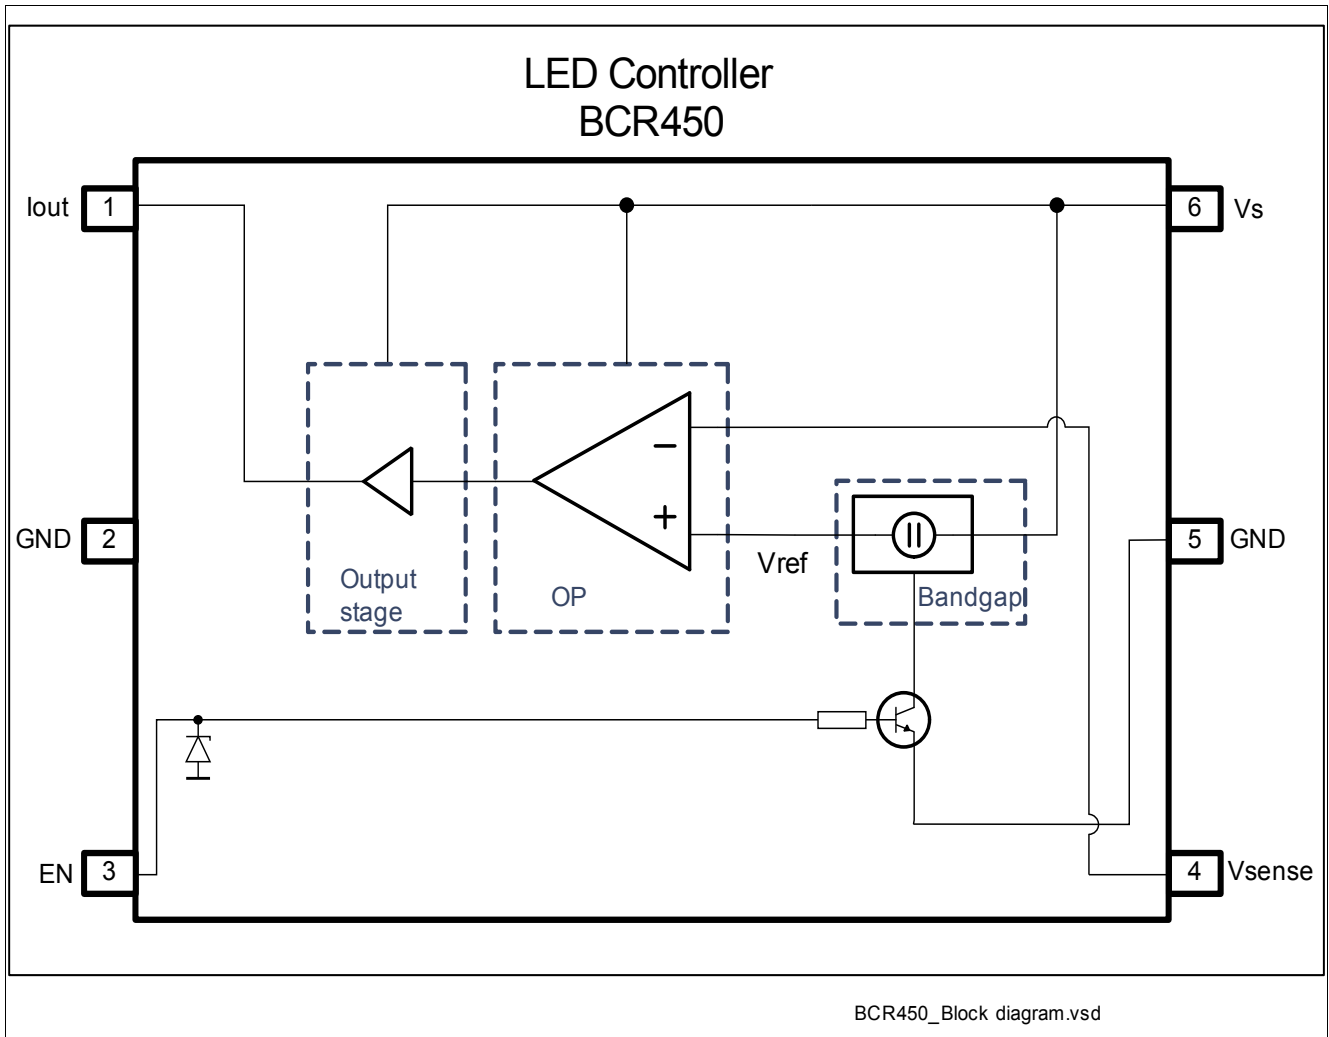 LED Controller
BCR450
Iout 1
6 Vs
GND 2
5 GND
Vref
Output
stage
OP
Bandgap
EN 3
4 Vsense
BCR450_Block diagram.vsd